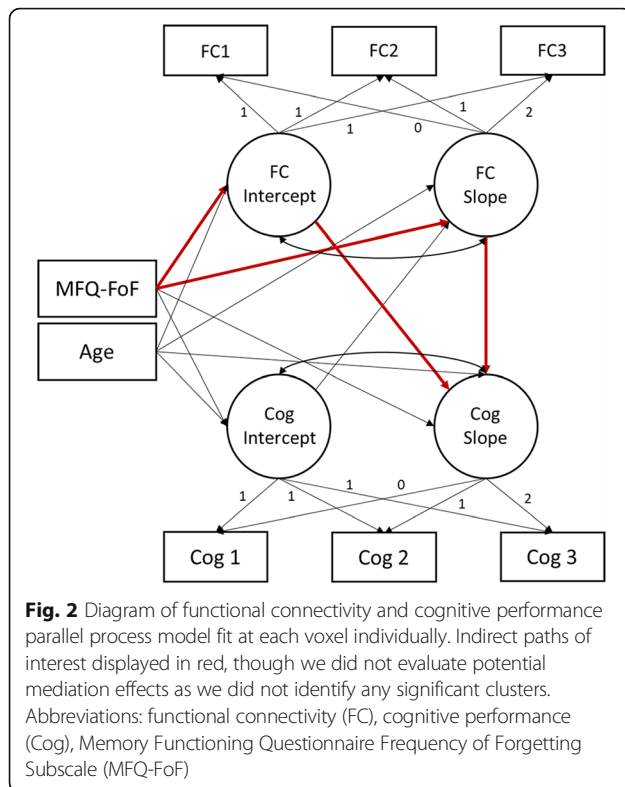 FC1 FC2 FC3
1 1 1 0 1 2
FC
Intercept
FC
Slope
MFQ-FoF
Age
Cog
Intercept
Cog
Slope
1 1 1 0 1 2
Cog 1 Cog 2 Cog 3
Fig. 2 Diagram of functional connectivity and cognitive performance
parallel process model fit at each voxel individually. Indirect paths of
interest displayed in red, though we did not evaluate potential
mediation effects as we did not identify any significant clusters.
Abbreviations: functional connectivity (FC), cognitive performance
(Cog), Memory Functioning Questionnaire Frequency of Forgetting
Subscale (MFQ-FoF)